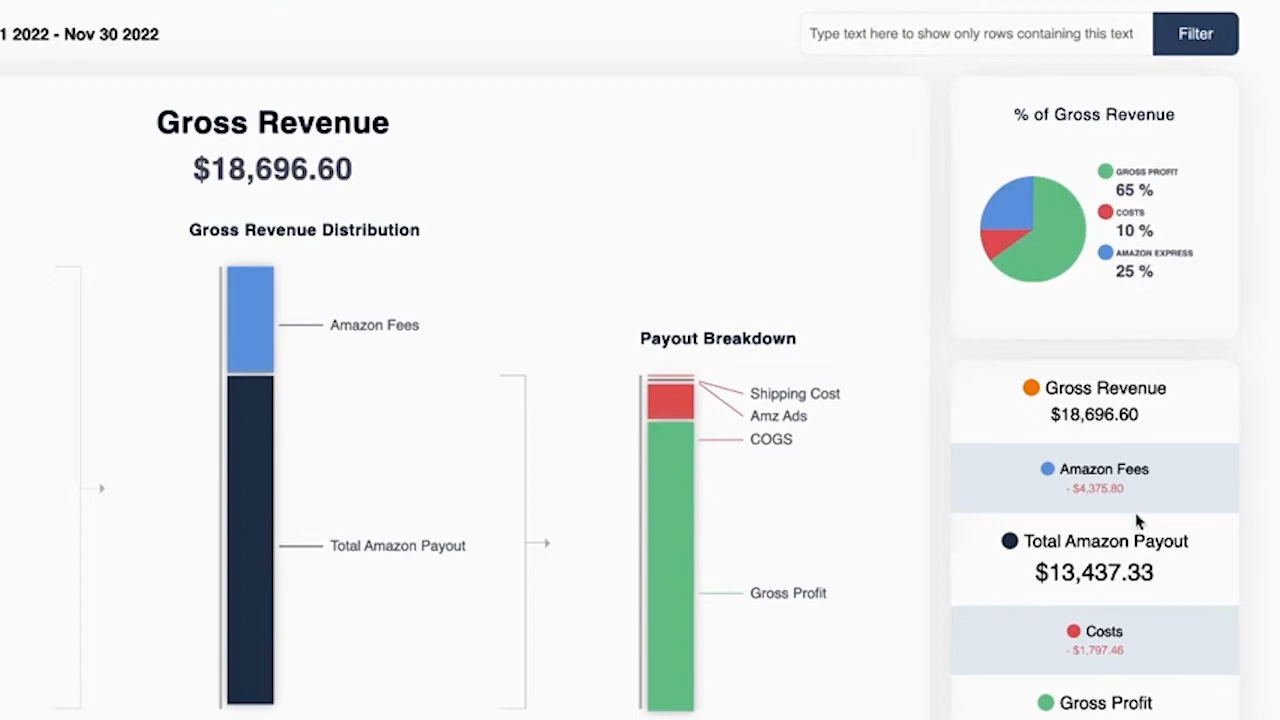 1 2022 - Nov 30 2022
Type text here to show only rows containing this text
Filter
Gross Revenue
$18,696.60
Gross Revenue Distribution
Amazon Fees
Total Amazon Payout
Payout Breakdown
Shipping Cost
Amz Ads
COGS
Gross Profit
% of Gross Revenue
GROSS PROFIT
65 %
COSTS
10 %
AMAZON EXPRESS
25 %
Gross Revenue
$18,696.60
Amazon Fees
- $4,375.80
Total Amazon Payout
$13,437.33
Costs
- $1,797.46
Gross Profit